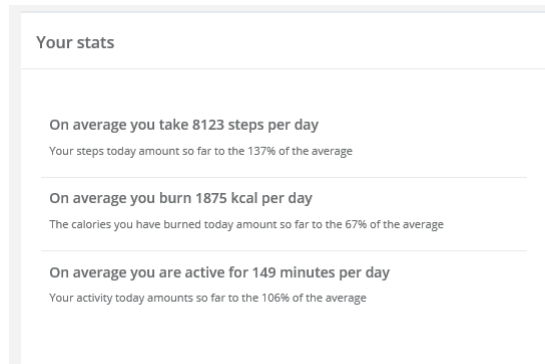 Your stats
On average you take 8123 steps per day
Your steps today amount so far to the 137% of the average
On average you burn 1875 kcal per day
The calories you have burned today amount so far to the 67% of the average
On average you are active for 149 minutes per day
Your activity today amounts so far to the 106% of the average